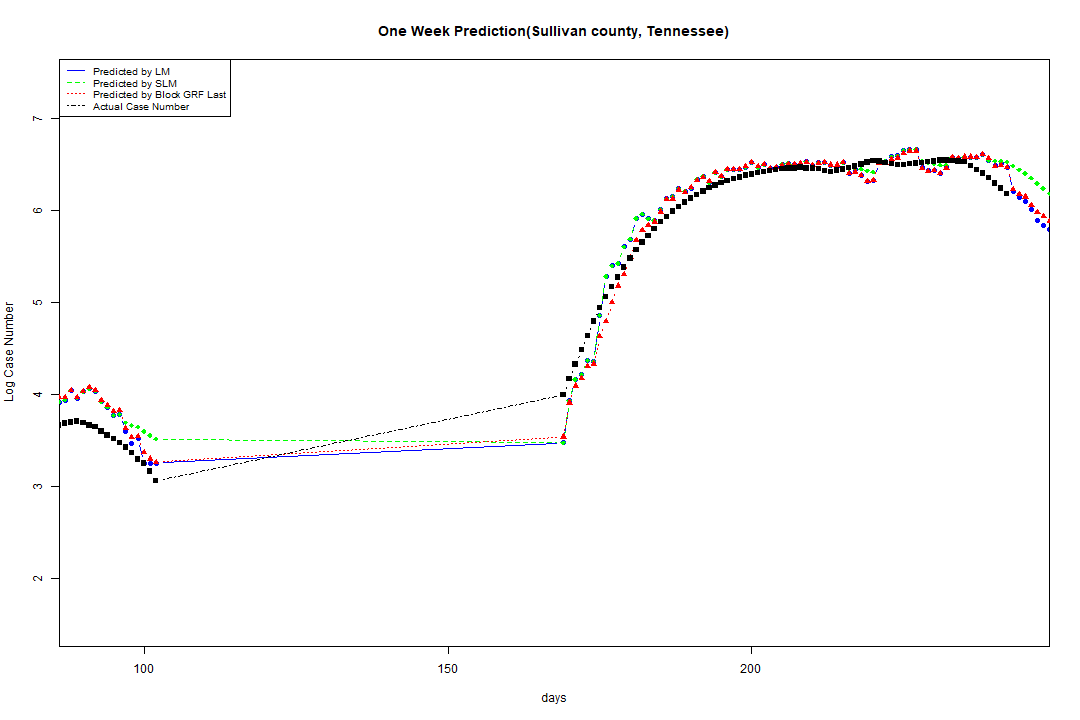 One Week Prediction(Sullivan county, Tennessee)
Predicted by LM
Predicted by SLM
Predicted by Block GRF Last
Actual Case Number
7
6
5
4
3
2
Log Case Number
100
150
200
days